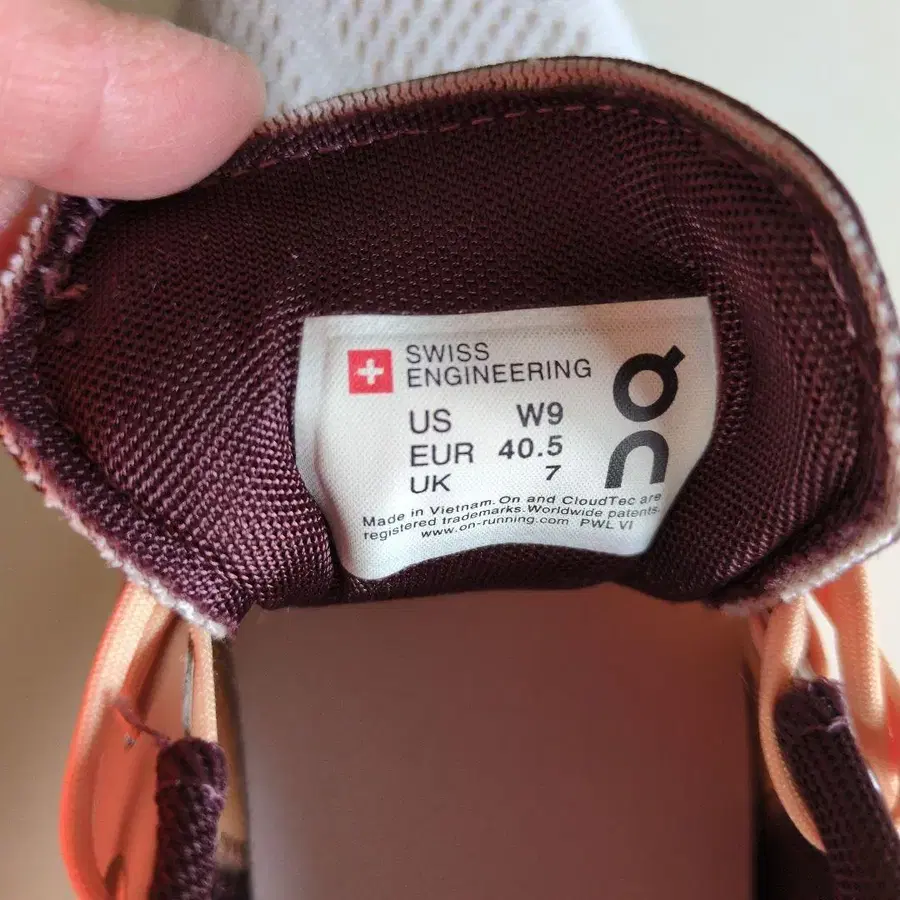 SWISS
ENGINEERING
US W9
EUR 40.5
UK 7
On
Made in Vietnam. On and CloudTec are
registered trademarks. Worldwide patents.
www.on-running.com PWL VI